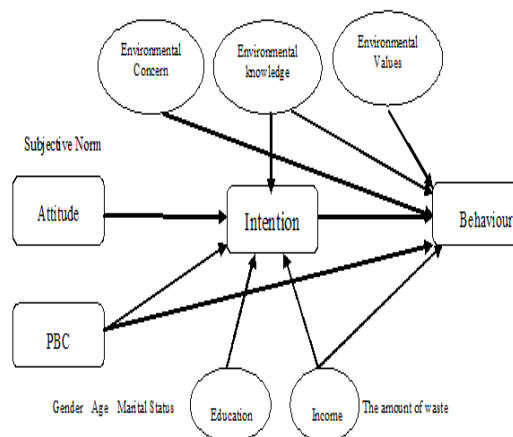 Environmental
Concern
Environmental
knowledge
Environmental
Values
Subjective Norm
Attitude
Intention
Behaviour
PBC
Gender Age Marital Status
Education
Income
The amount of waste